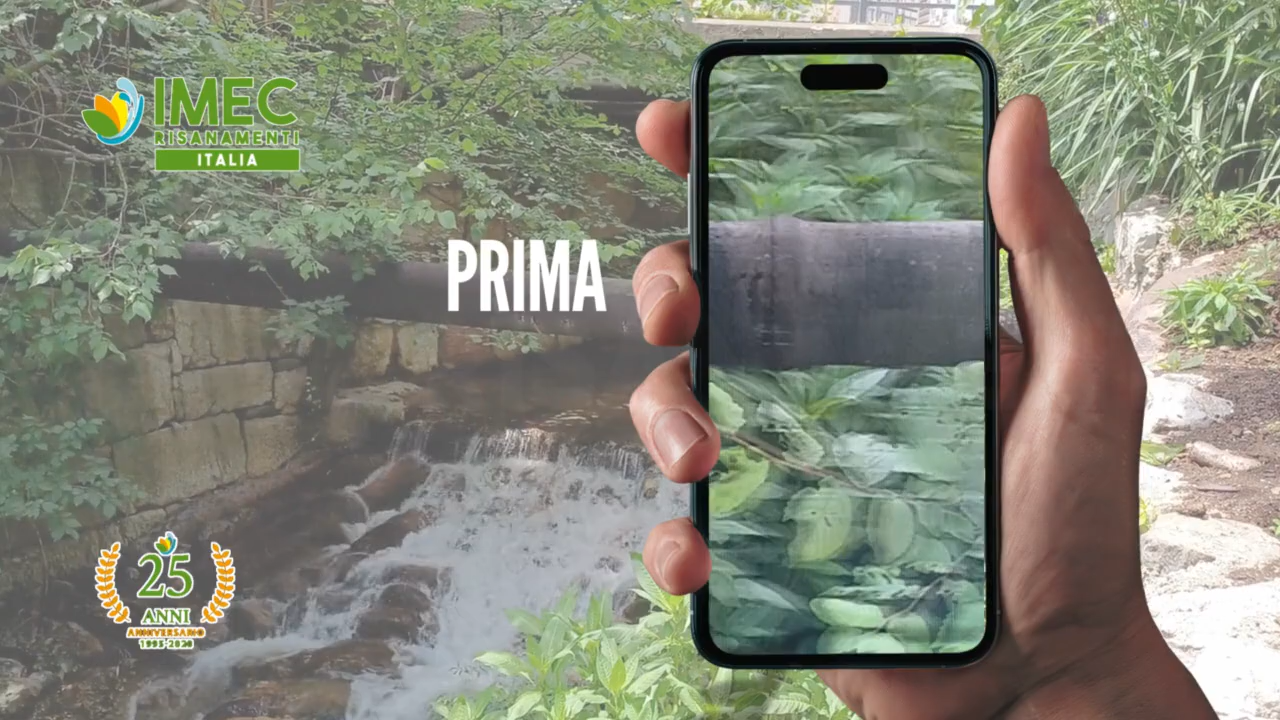 IMEC
RISANAMENTI
ITALIA
PRIMA
25
ANNI
ANNIVERSARIO